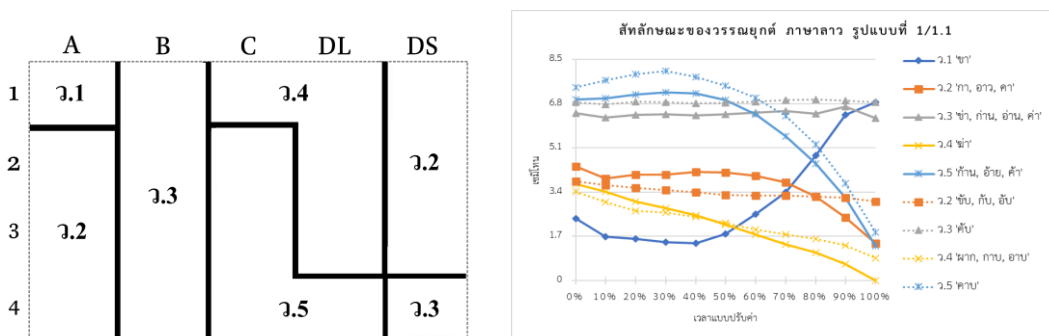 A B C DL DS
1 ว.1 ว.4
2 ว.3 ว.2
3 ว.2
4 ว.5 ว.3
สัทลักษณะของวรรณยุกต์ ภาษาลาว รูปแบบที่ 1/1.1
8.5
6.8
5.1
3.4
1.7
0
เซมิโทน
0% 10% 20% 30% 40% 50% 60% 70% 80% 90% 100%
เวลาแบบปรับค่า
ว.1 'ขา'
ว.2 'กา, อาว, คา'
ว.3 'ข่า, ก่าน, อ่าน, ค่า'
ว.4 'ฆ่า'
ว.5 'ก้าน, อ้าย, ค้า'
ว.2 'ขับ, กับ, อับ'
ว.3 'คับ'
ว.4 'ผาก, กาบ, อาบ'
ว.5 'คาบ'